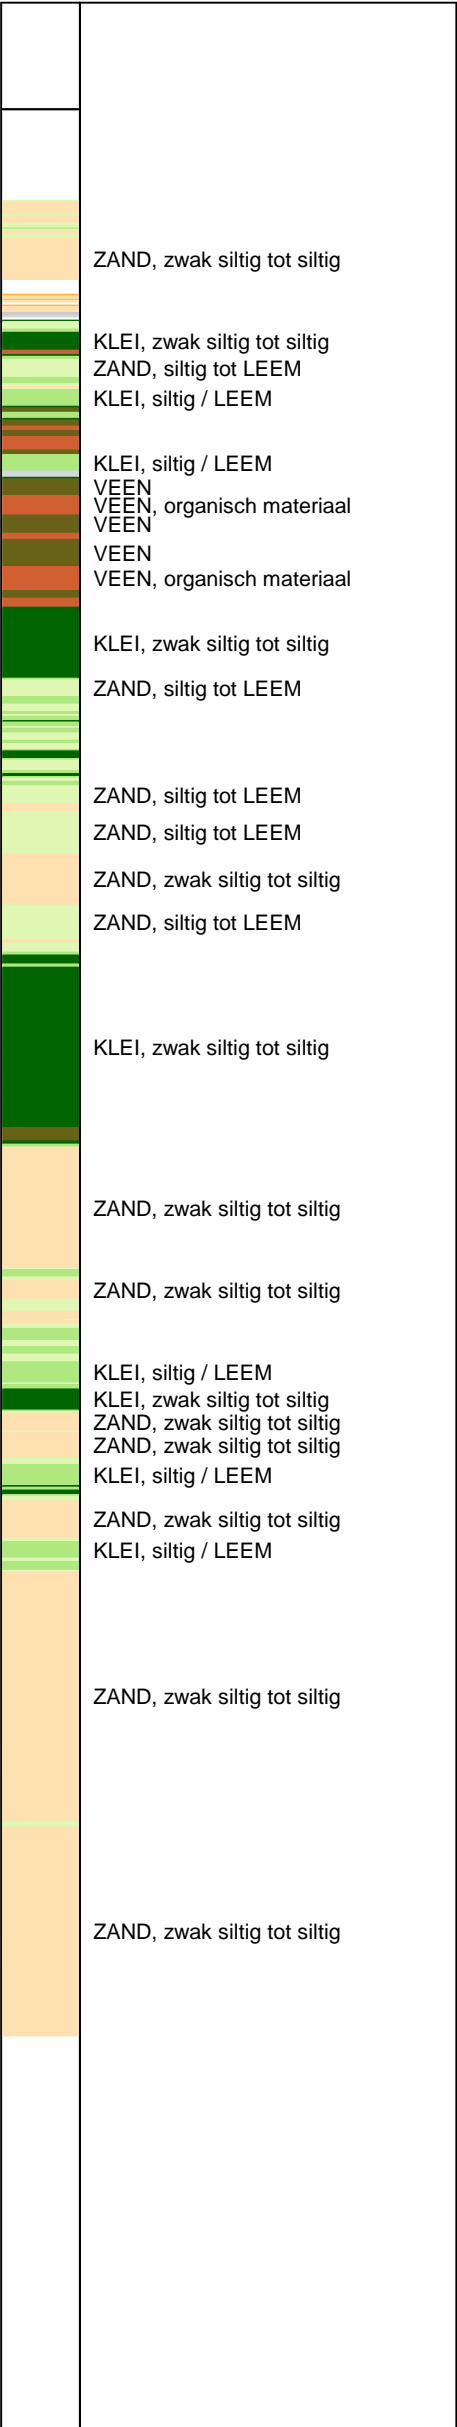 ZAND, zwak siltig tot siltig
KLEI, zwak siltig tot siltig
ZAND, siltig tot LEEM
KLEI, siltig / LEEM
KLEI, siltig / LEEM
VEEN
VEEN, organisch materiaal
VEEN
VEEN
VEEN, organisch materiaal
KLEI, zwak siltig tot siltig
ZAND, siltig tot LEEM
ZAND, siltig tot LEEM
ZAND, siltig tot LEEM
ZAND, zwak siltig tot siltig
ZAND, siltig tot LEEM
KLEI, zwak siltig tot siltig
ZAND, zwak siltig tot siltig
ZAND, zwak siltig tot siltig
KLEI, siltig / LEEM
KLEI, zwak siltig tot siltig
ZAND, zwak siltig tot siltig
ZAND, zwak siltig tot siltig
KLEI, siltig / LEEM
ZAND, zwak siltig tot siltig
KLEI, siltig / LEEM
ZAND, zwak siltig tot siltig
ZAND, zwak siltig tot siltig